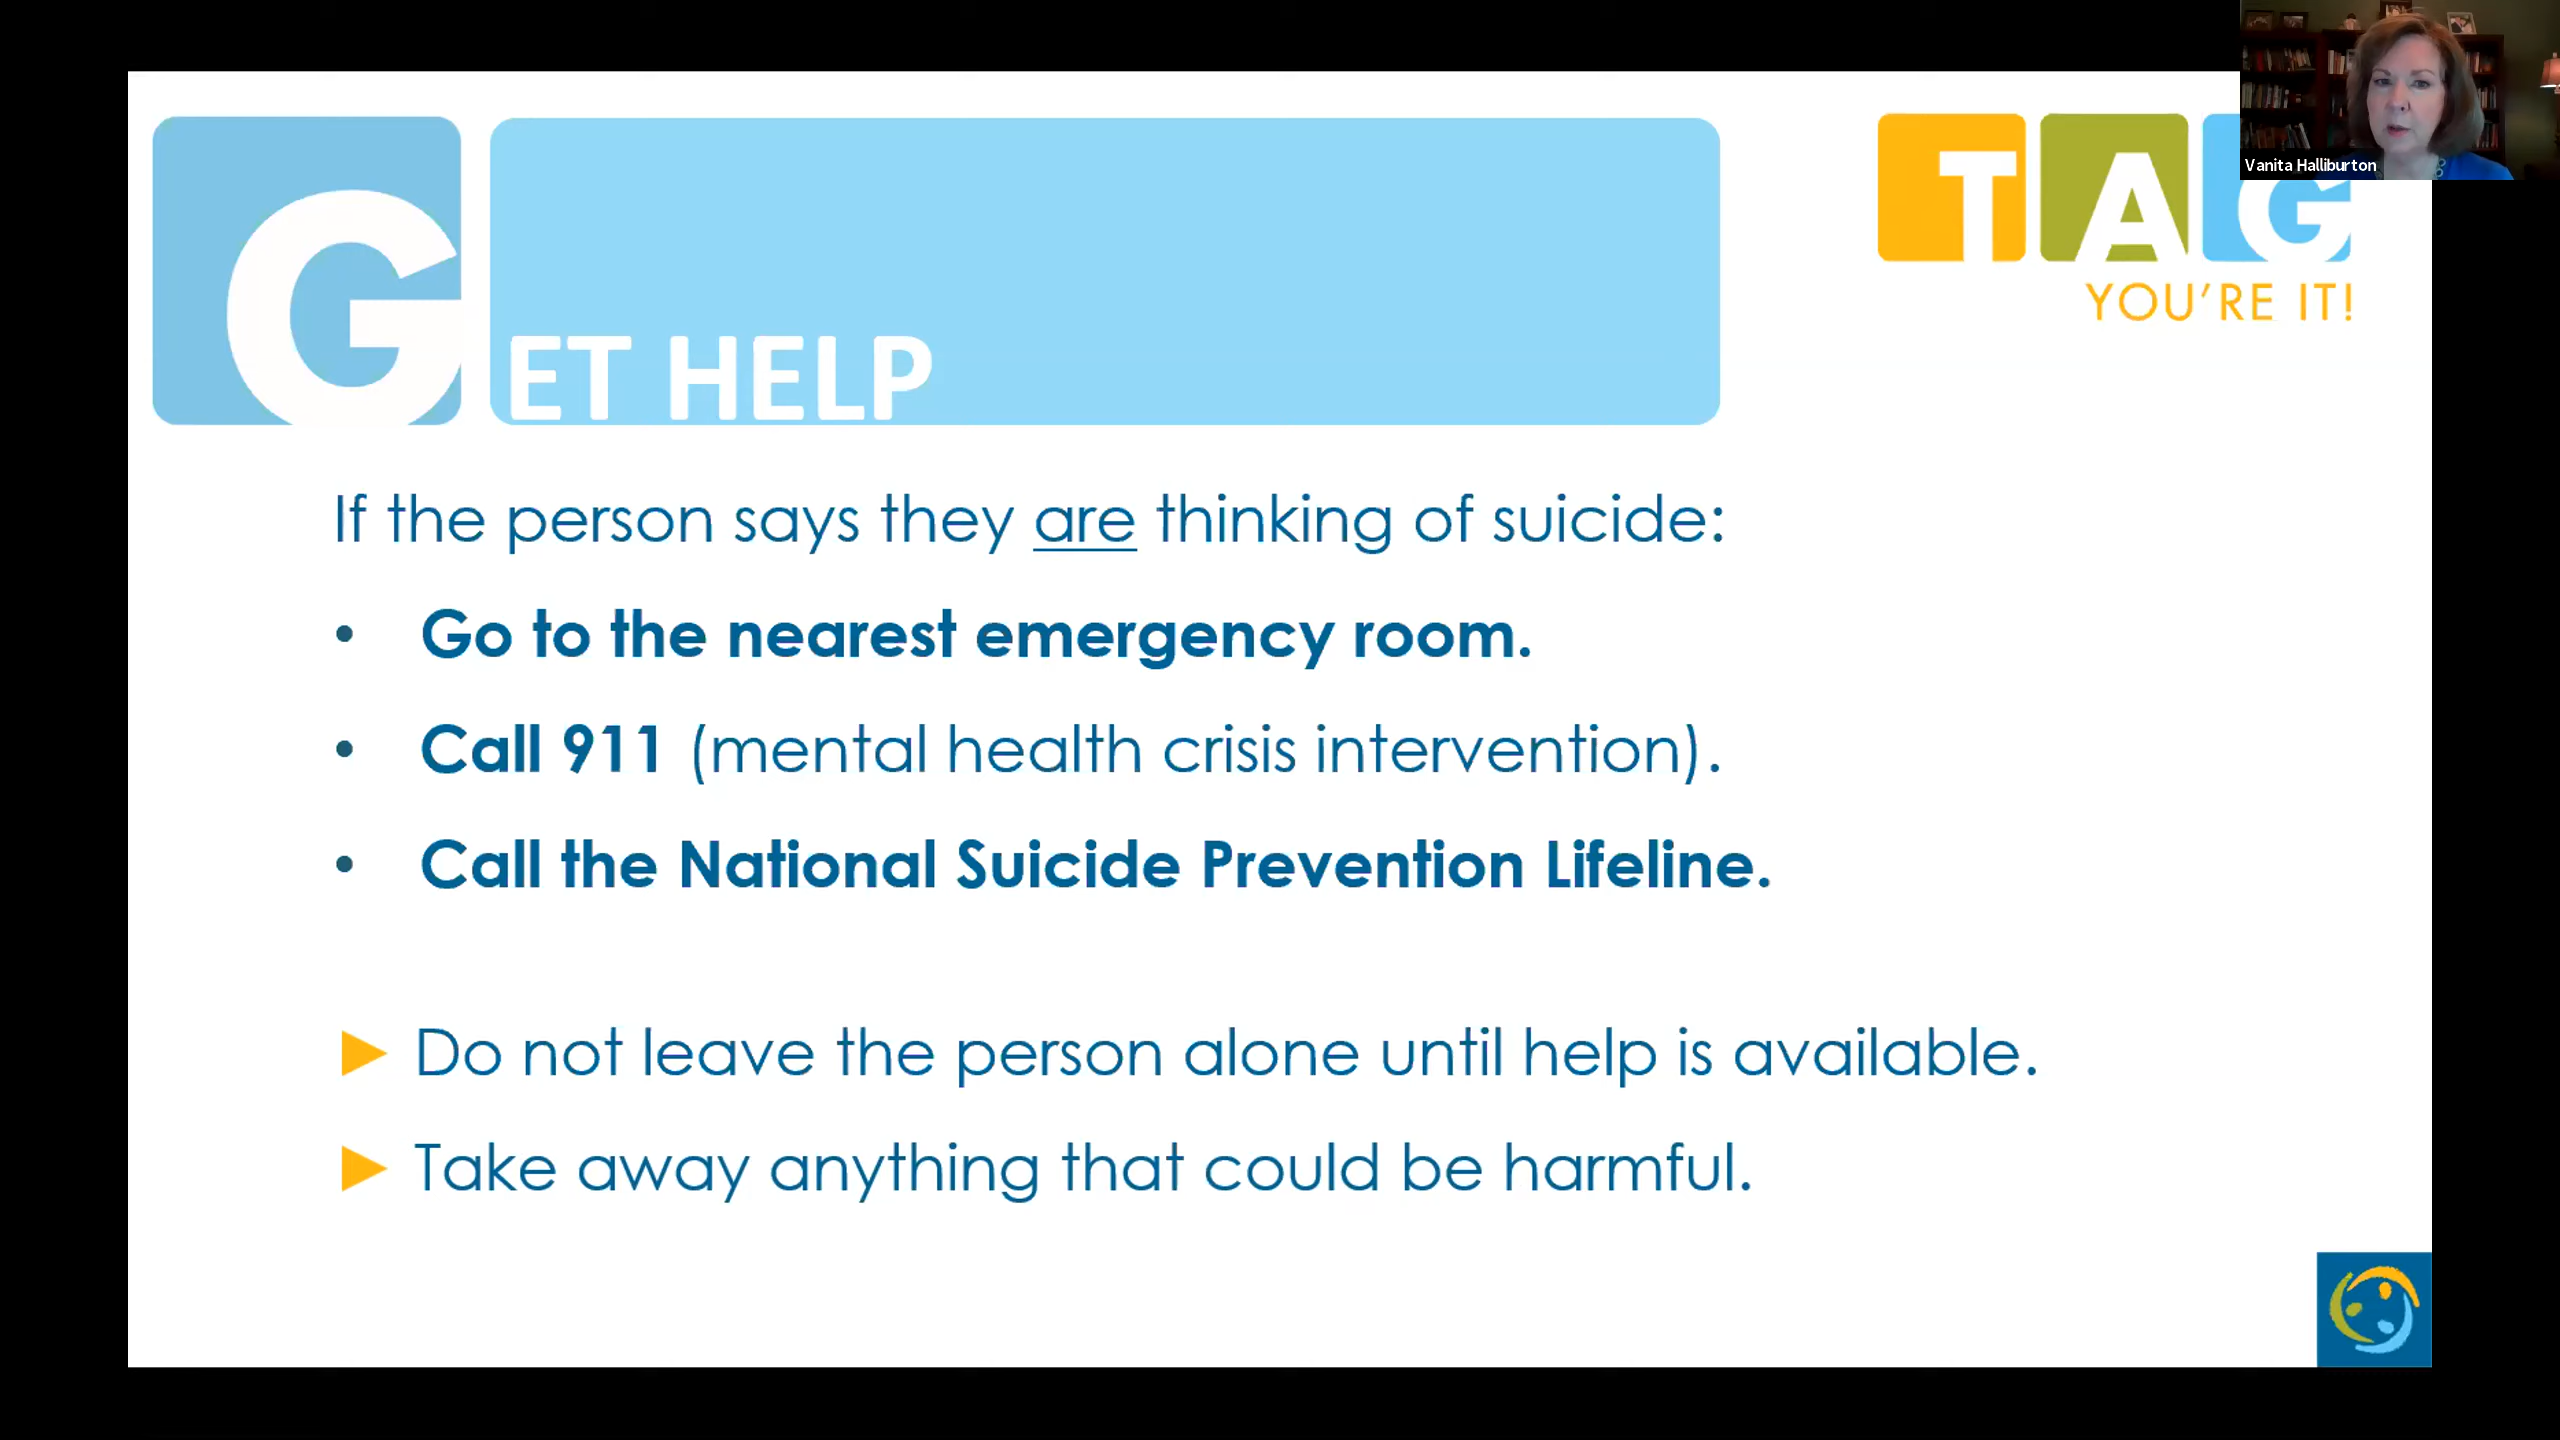 GET HELP
TAG
YOU'RE IT!
Vanita Halliburton
If the person says they are thinking of suicide:
• Go to the nearest emergency room.
• Call 911 (mental health crisis intervention).
• Call the National Suicide Prevention Lifeline.
► Do not leave the person alone until help is available.
► Take away anything that could be harmful.